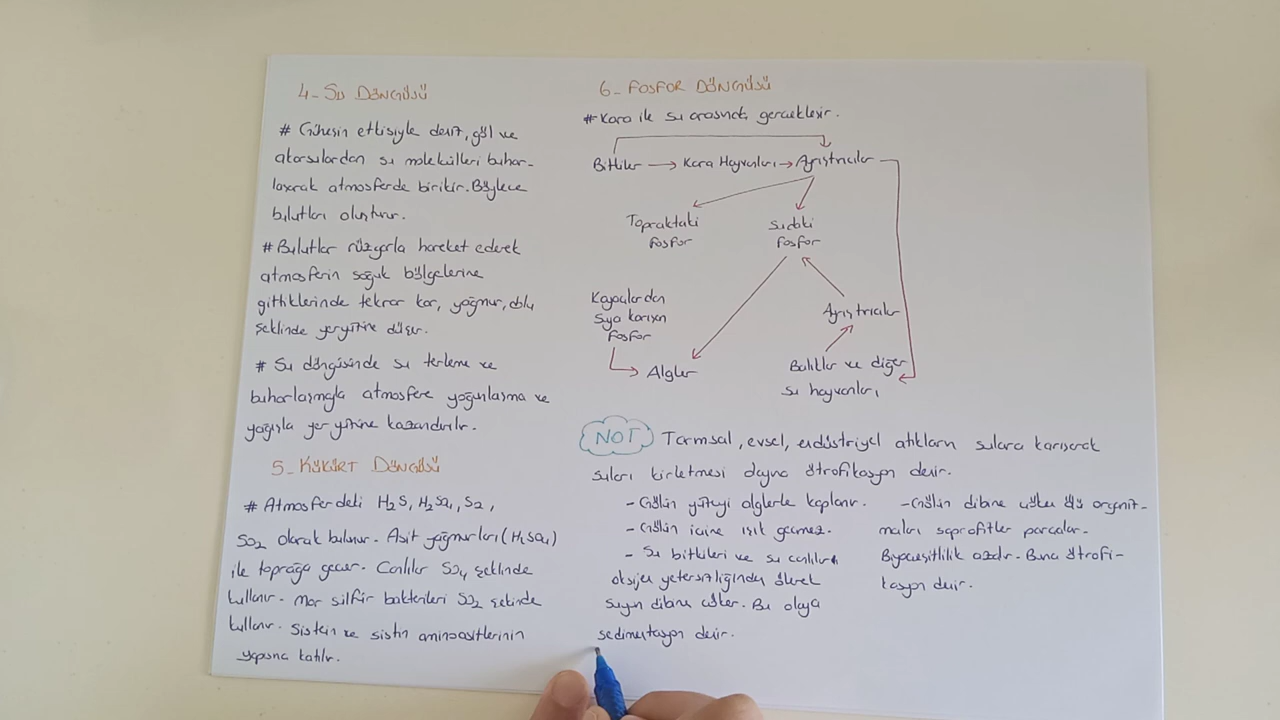 4- SU DÖNGÜSÜ
# Güneşin etkisiyle deniz, göl ve
akarsulardan su molekülleri buhar-
laşarak atmosferde birikir. Böylece
bulutları oluşturur.
# Bulutlar rüzgarla hareket ederek
atmosferin soğuk bölgelerine
gittiklerinde tekrar kar, yağmur, dolu
şeklinde yeryüzüne düşer.
# Su döngüsünde su terleme ve
buharlaşmayla atmosfere yoğunlaşma ve
yağışla yer yüzüne kazandırılır.
5- KÜKÜRT DÖNGÜSÜ
# Atmosferdeki H2S, H2SO4, S2,
SO2 olarak bulunur. Asit yağmurları (H2SO4)
ile toprağa geçer. Canlılar SO4 şeklinde
kullanır. Mor sülfür bakterileri SO2 şeklinde
kullanır. Sistein ve sistin aminoasitlerinin
yapısına katılır.
6- FOSFOR DÖNGÜSÜ
# Kara ile su arasında gerçekleşir.
Bitkiler → Kara Hayvanları → Ayrıştırıcılar
Topraktaki
fosfor
Sudaki
fosfor
Kayaçlardan
Suya karışan
fosfor
Ayrıştırıcılar
Algler
Balıklar ve diğer
su hayvanları
NOT Tarımsal, evsel, endüstriyel atıkların sulara karışarak
suları kirletmesi olayına ötrofikasyon denir.
- Gölün yüzeyi alglerle kaplanır.
- Gölün içine ışık geçmez.
- Su bitkileri ve su canlıları
oksijen yetersizliğinden ölerek
suyun dibine çöker. Bu olaya
sedimentasyon denir.
- Gölün dibine çöken ölü organiz-
maları saprofitler parçalar.
Biyoçeşitlilik azalır. Buna ötrofi-
kasyon denir.